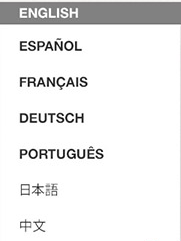 ENGLISH
ESPAÑOL
FRANÇAIS
DEUTSCH
PORTUGUÊS
日本語
中文